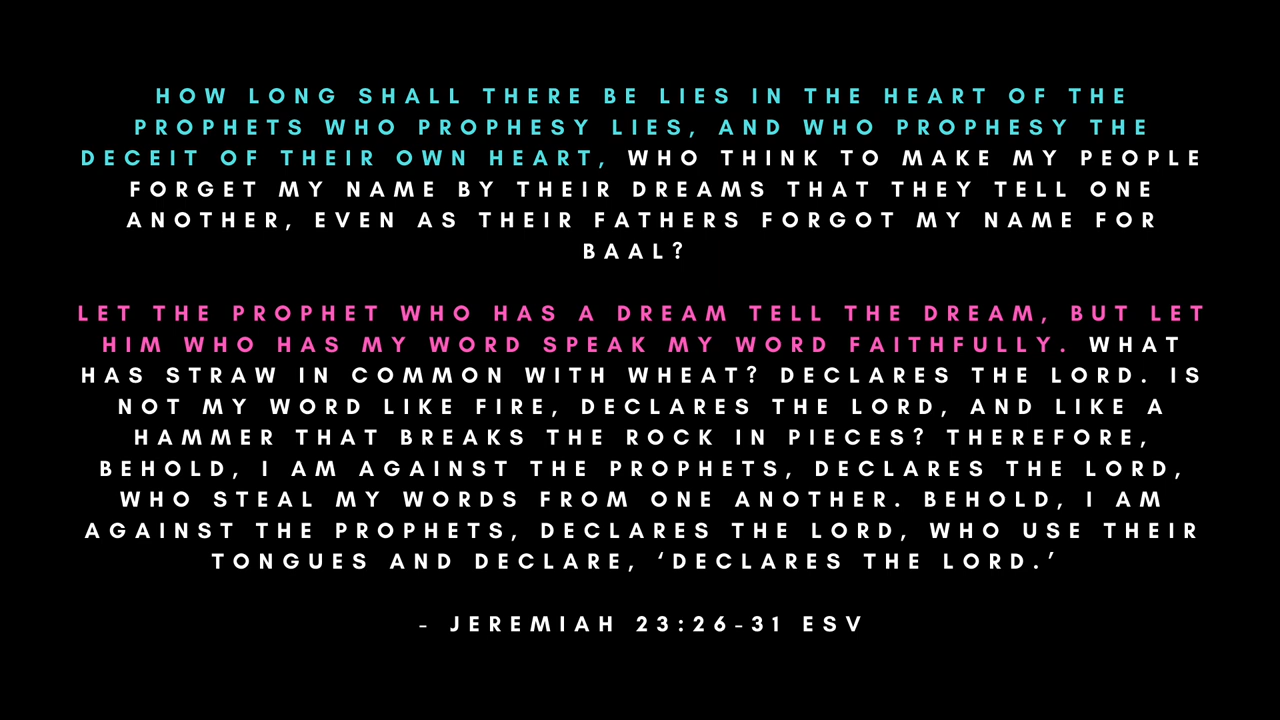 HOW LONG SHALL THERE BE LIES IN THE HEART OF THE
PROPHETS WHO PROPHESY LIES, AND WHO PROPHESY THE
DECEIT OF THEIR OWN HEART, WHO THINK TO MAKE MY PEOPLE
FORGET MY NAME BY THEIR DREAMS THAT THEY TELL ONE
ANOTHER, EVEN AS THEIR FATHERS FORGOT MY NAME FOR
BAAL?
LET THE PROPHET WHO HAS A DREAM TELL THE DREAM, BUT LET
HIM WHO HAS MY WORD SPEAK MY WORD FAITHFULLY. WHAT
HAS STRAW IN COMMON WITH WHEAT? DECLARES THE LORD. IS
NOT MY WORD LIKE FIRE, DECLARES THE LORD, AND LIKE A
HAMMER THAT BREAKS THE ROCK IN PIECES? THEREFORE,
BEHOLD, I AM AGAINST THE PROPHETS, DECLARES THE LORD,
WHO STEAL MY WORDS FROM ONE ANOTHER. BEHOLD, I AM
AGAINST THE PROPHETS, DECLARES THE LORD, WHO USE THEIR
TONGUES AND DECLARE, ‘DECLARES THE LORD.’
- JEREMIAH 23:26-31 ESV